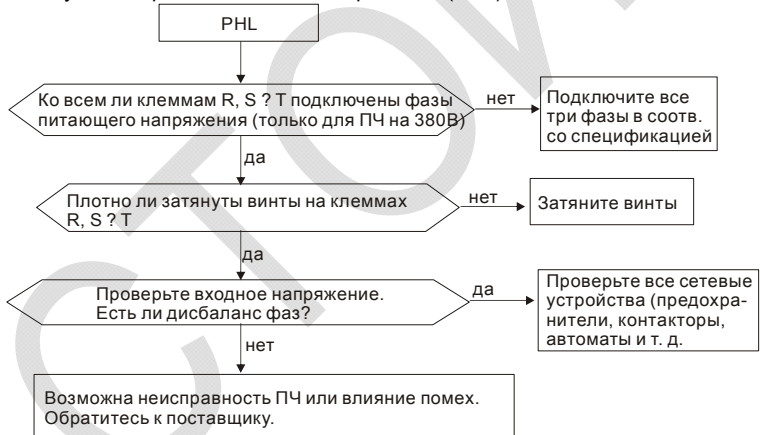 PHL
Ко всем ли клеммам R, S ? T подключены фазы
питающего напряжения (только для ПЧ на 380В)
нет
Подключите все
три фазы в соотв.
со спецификацией
да
Плотно ли затянуты винты на клеммах
R, S ? T
нет
Затяните винты
да
Проверьте входное напряжение.
Есть ли дисбаланс фаз?
да
Проверьте все сетевые
устройства (предохра-
нители, контакторы,
автоматы и т. д.
нет
Возможна неисправность ПЧ или влияние помех.
Обратитесь к поставщику.